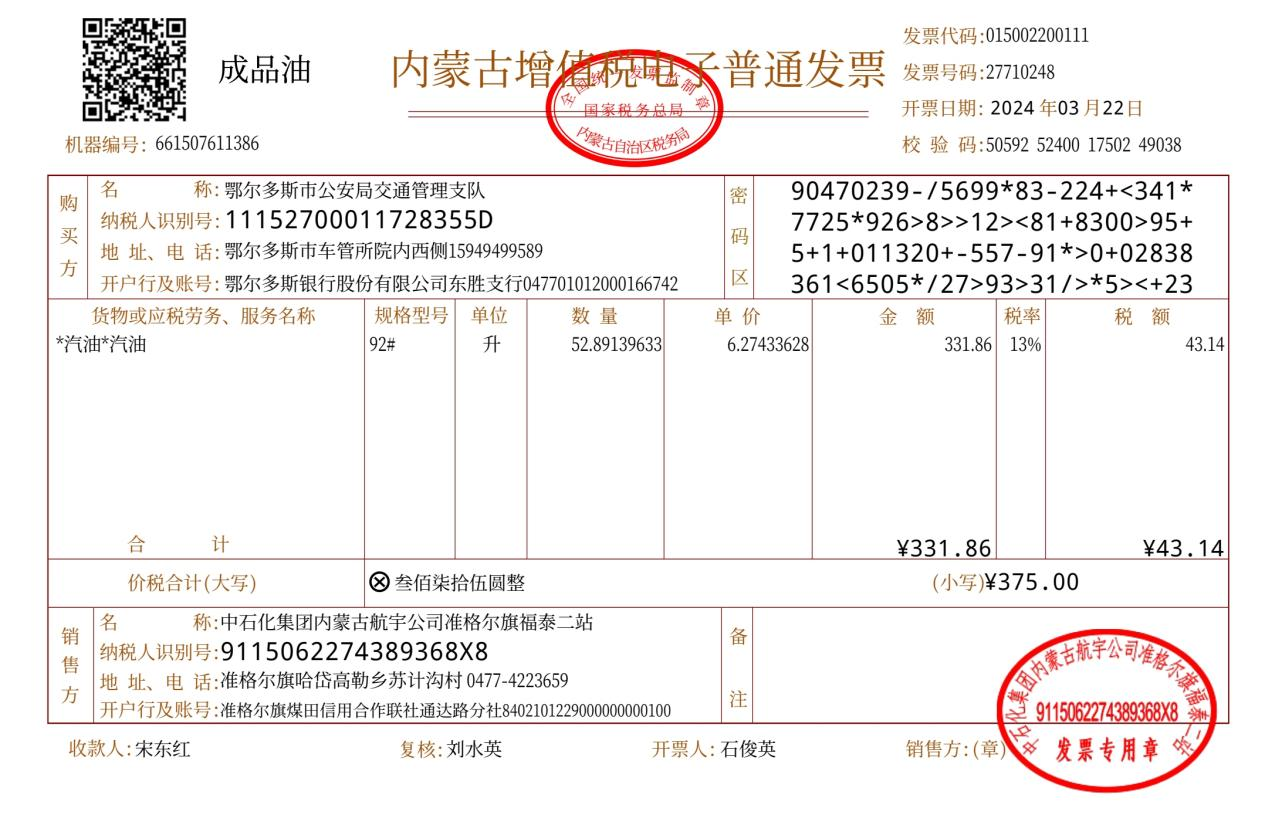 成品油
内蒙古增值税电子普通发票
全国统一发票监制章
国家税务总局
内蒙古自治区税务局
发票代码:015002200111
发票号码:27710248
开票日期: 2024 年03 月22日
校 验 码:50592 52400 17502 49038
机器编号: 661507611386
购买方
名 称: 鄂尔多斯市公安局交通管理支队
纳税人识别号: 11152700011728355D
地 址、电 话: 鄂尔多斯市车管所院内西侧15949499589
开户行及账号: 鄂尔多斯银行股份有限公司东胜支行047701012000166742
密码区
90470239-/5699*83-224+<341*
7725*926>8>>12><81+8300>95+
5+1+011320+-557-91*>0+02838
361<6505*/27>93>31/>*5><+23
货物或应税劳务、服务名称 规格型号 单位 数 量 单 价 金 额 税率 税 额
*汽油*汽油 92# 升 52.89139633 6.27433628 331.86 13% 43.14
合 计 ¥331.86 ¥43.14
价税合计(大写) ⊗ 叁佰柒拾伍圆整 (小写)¥375.00
销售方
名 称:中石化集团内蒙古航宇公司准格尔旗福泰二站
纳税人识别号:9115062274389368X8
地 址、电 话:准格尔旗哈岱高勒乡苏计沟村 0477-4223659
开户行及账号:准格尔旗煤田信用合作联社通达路分社8402101229000000000100
备注
中石化集团内蒙古航宇公司准格尔旗福泰二站
9115062274389368X8
发票专用章
收款人: 宋东红 复核: 刘水英 开票人: 石俊英 销售方:(章)